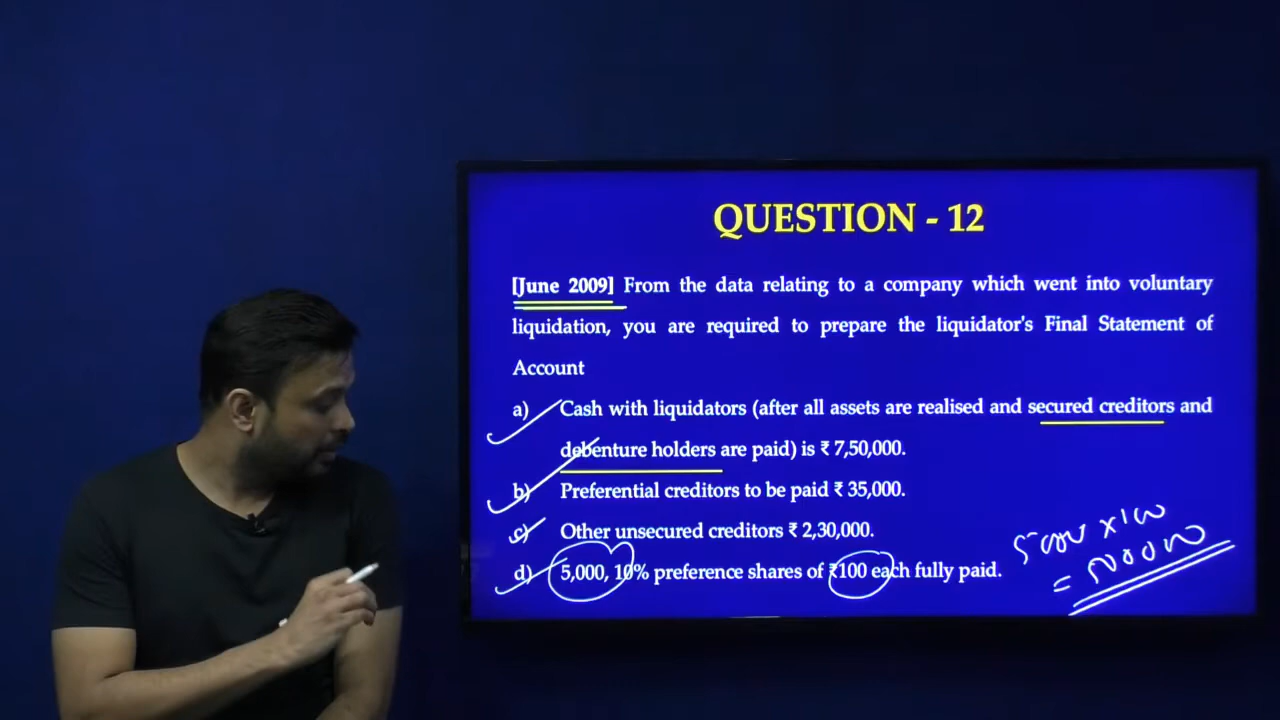 QUESTION - 12
[June 2009] From the data relating to a company which went into voluntary
liquidation, you are required to prepare the liquidator's Final Statement of
Account
a) Cash with liquidators (after all assets are realised and secured creditors and
debenture holders are paid) is ₹ 7,50,000.
b) Preferential creditors to be paid ₹ 35,000.
c) Other unsecured creditors ₹ 2,30,000.
d) 5,000, 10% preference shares of ₹100 each fully paid.
5000 x 100
= 500000